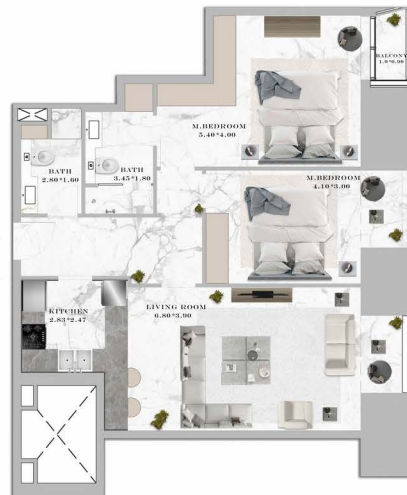 BALCONY
1.9*0.90
M.BEDROOM
5.40*4.00
BATH
2.80*1.60
BATH
3.45*1.80
M.BEDROOM
4.10*3.00
KITCHEN
2.83*2.47
LIVING ROOM
6.80*3.90